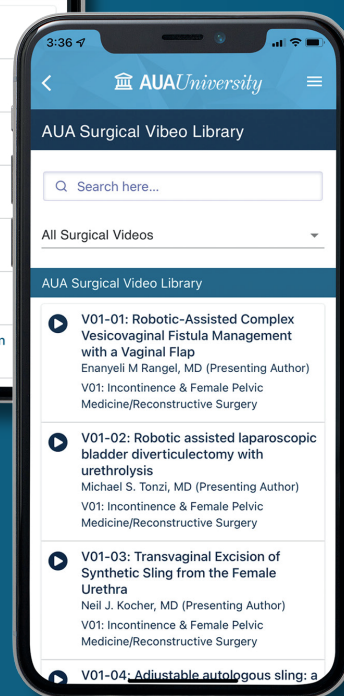 3:36
AUAUniversity
AUA Surgical Vibeo Library
Search here...
All Surgical Videos
AUA Surgical Video Library
V01-01: Robotic-Assisted Complex
Vesicovaginal Fistula Management
with a Vaginal Flap
Enanyeli M Rangel, MD (Presenting Author)
V01: Incontinence & Female Pelvic
Medicine/Reconstructive Surgery
V01-02: Robotic assisted laparoscopic
bladder diverticulectomy with
urethrolysis
Michael S. Tonzi, MD (Presenting Author)
V01: Incontinence & Female Pelvic
Medicine/Reconstructive Surgery
V01-03: Transvaginal Excision of
Synthetic Sling from the Female
Urethra
Neil J. Kocher, MD (Presenting Author)
V01: Incontinence & Female Pelvic
Medicine/Reconstructive Surgery
V01-04: Adjustable autologous sling: a